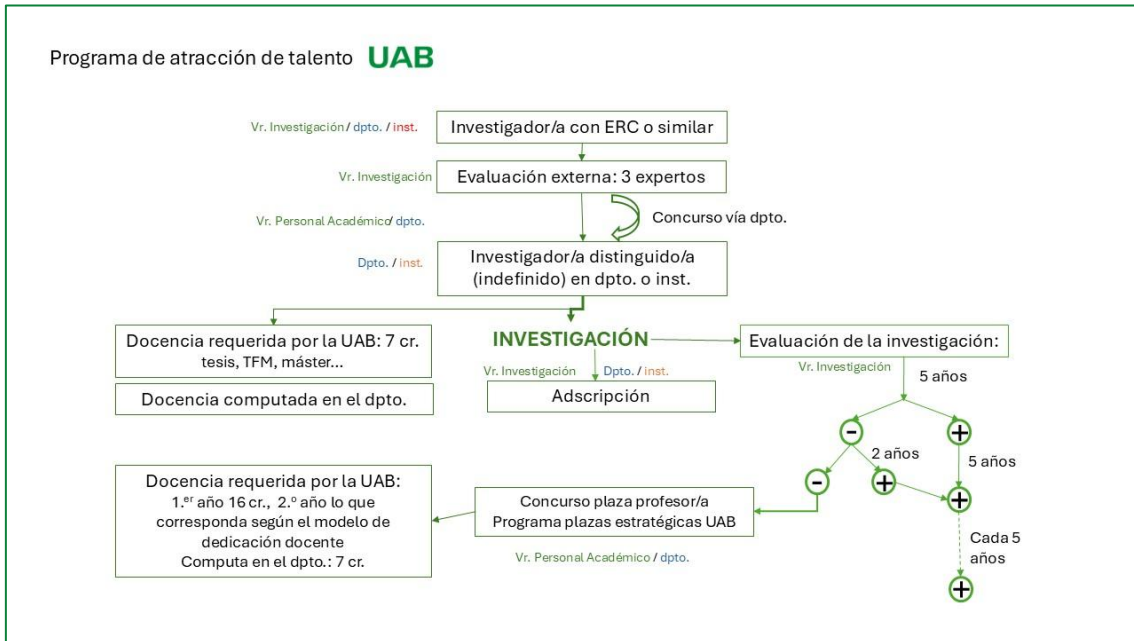 Programa de atracción de talento UAB
Vr. Investigación / dpto. / inst.
Investigador/a con ERC o similar
Vr. Investigación
Evaluación externa: 3 expertos
Vr. Personal Académico/ dpto.
Concurso vía dpto.
Dpto. / inst.
Investigador/a distinguido/a
(indefinido) en dpto. o inst.
Docencia requerida por la UAB: 7 cr.
tesis, TFM, máster...
INVESTIGACIÓN
Evaluación de la investigación:
Vr. Investigación
Dpto. / inst.
Vr. Investigación
5 años
Docencia computada en el dpto.
Adscripción
- +
2 años
5 años
- + +
Docencia requerida por la UAB:
1.er año 16 cr., 2.º año lo que
corresponda según el modelo de
dedicación docente
Computa en el dpto.: 7 cr.
Concurso plaza profesor/a
Programa plazas estratégicas UAB
Vr. Personal Académico / dpto.
Cada 5
años
+